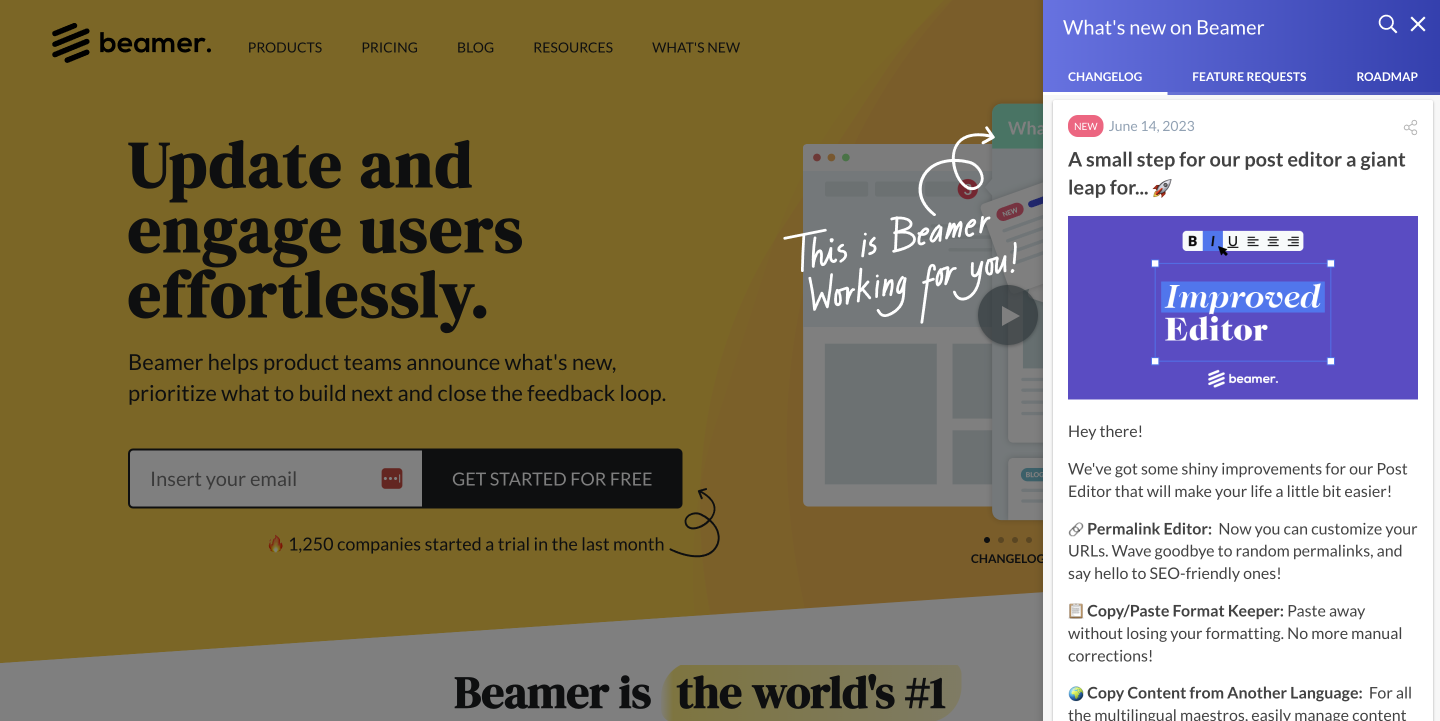 beamer.
PRODUCTS
PRICING
BLOG
RESOURCES
WHAT'S NEW
Update and
engage users
effortlessly.
Beamer helps product teams announce what's new,
prioritize what to build next and close the feedback loop.
Insert your email
GET STARTED FOR FREE
🔥 1,250 companies started a trial in the last month
Wha
3
NEW
This is Beamer
Working for you!
BLOG
CHANGELOG
Beamer is the world's #1
What's new on Beamer
CHANGELOG
FEATURE REQUESTS
ROADMAP
NEW June 14, 2023
A small step for our post editor a giant
leap for... 🚀
B I U
Improved
Editor
beamer.
Hey there!
We've got some shiny improvements for our Post
Editor that will make your life a little bit easier!
🔗 Permalink Editor: Now you can customize your
URLs. Wave goodbye to random permalinks, and
say hello to SEO-friendly ones!
📋 Copy/Paste Format Keeper: Paste away
without losing your formatting. No more manual
corrections!
🌍 Copy Content from Another Language: For all
the multilingual maestros, easily manage content